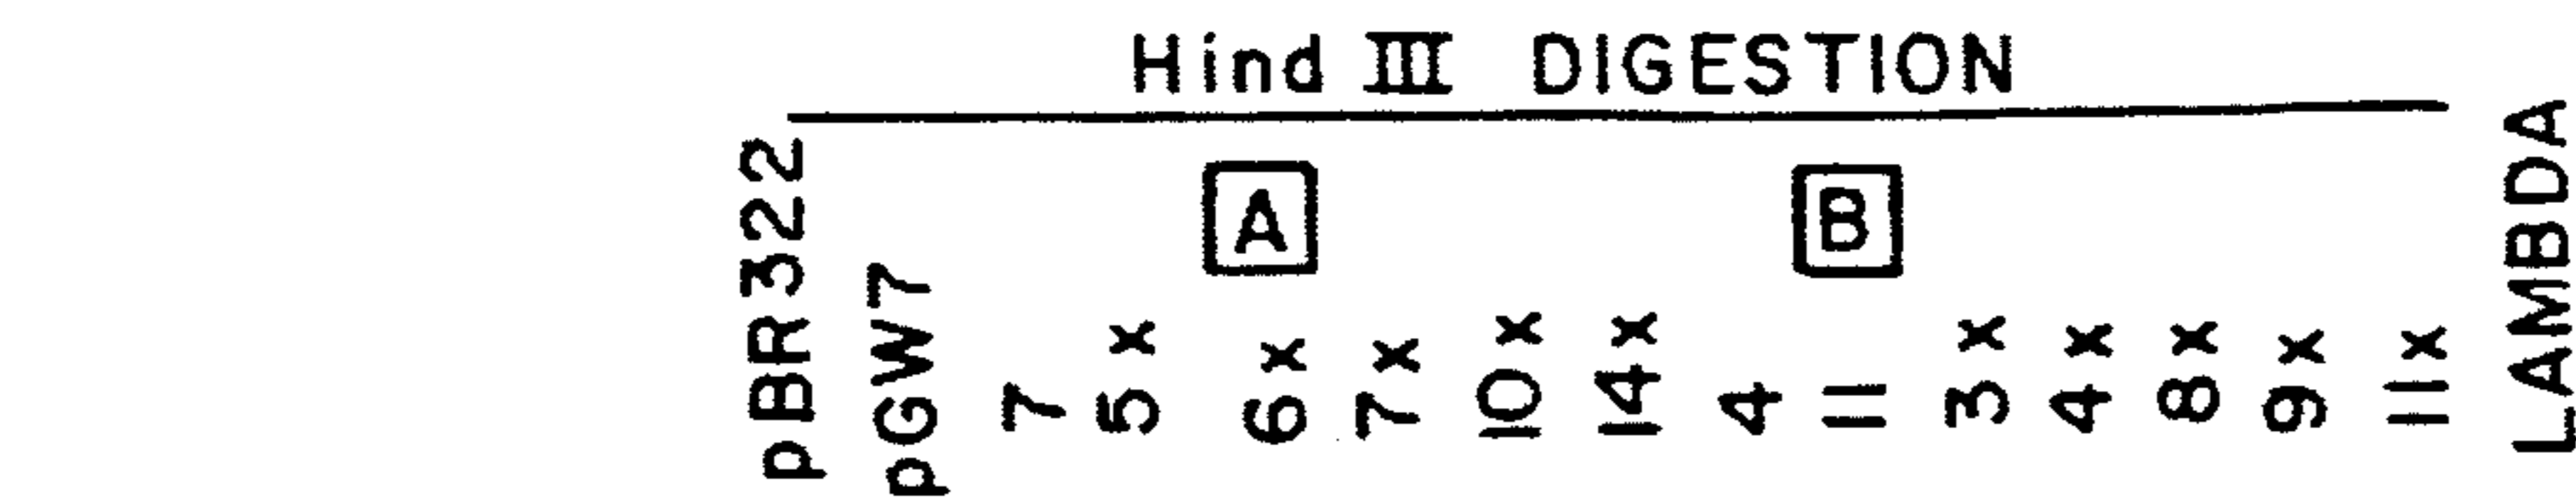 Hind III DIGESTION
A B
pBR322 pGW7 7 5x 6x 7x 10x 14x 4 11 3x 4x 8x 9x 11x LAMBDA